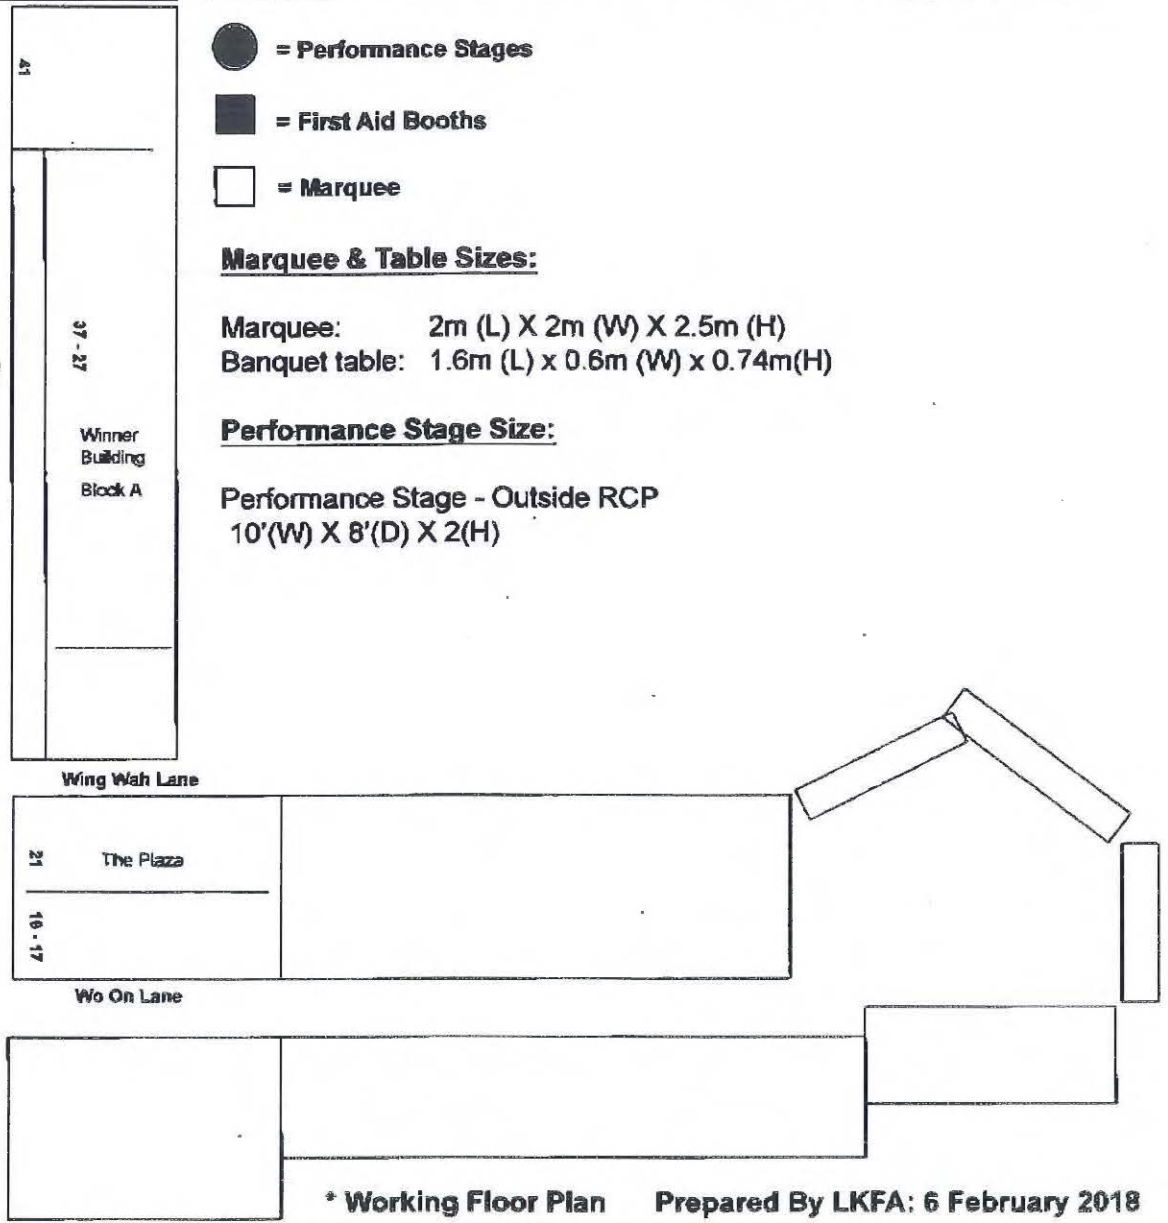 41
= Performance Stages
= First Aid Booths
= Marquee
Marquee & Table Sizes:
37 - 27
Marquee: 2m (L) X 2m (W) X 2.5m (H)
Banquet table: 1.6m (L) x 0.6m (W) x 0.74m(H)
Winner
Building
Block A
Performance Stage Size:
Performance Stage - Outside RCP
10'(W) X 8'(D) X 2(H)
Wing Wah Lane
21
The Plaza
19 - 17
Wo On Lane
* Working Floor Plan Prepared By LKFA: 6 February 2018